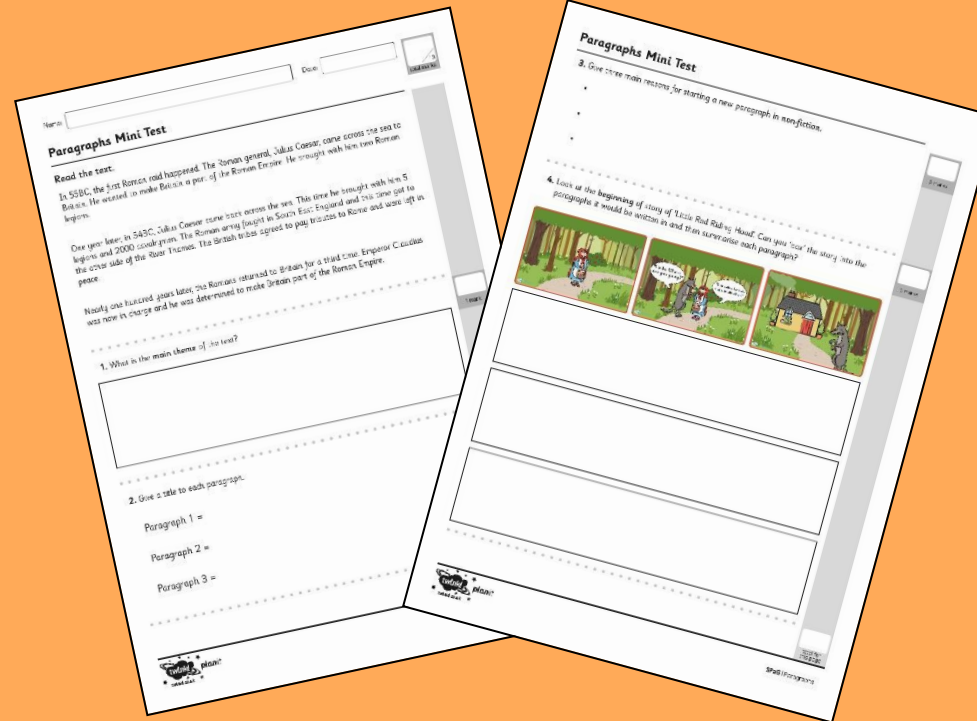 Name:
Date:
Paragraphs Mini Test
Read the text.
In 55BC, the first Roman raid happened. The Roman general, Julius Caesar, came across the sea to
Britain. He wanted to make Britain a part of the Roman Empire. He brought with him two Roman
legions.
One year later, in 54BC, Julius Caesar came back across the sea. This time he brought with him 5
legions and 2000 cavalrymen. The Roman army fought in South East England and this time got to
the other side of the River Thames. The British tribes agreed to pay tributes to Rome and were left in
peace.
Nearly one hundred years later, the Romans returned to Britain for a third time. Emperor Claudius
was now in charge and he was determined to make Britain part of the Roman Empire.
1. What is the main theme of the text?
2. Give a title to each paragraph.
Paragraph 1 =
Paragraph 2 =
Paragraph 3 =
twinkl planit
Paragraphs Mini Test
3. Give three main reasons for starting a new paragraph in non-fiction.
4. Look at the beginning of story of 'Little Red Riding Hood'. Can you 'box' the story into the
paragraphs it would be written in and then summarise each paragraph?
twinkl planit
total for
this page
SPaG | Paragraphs